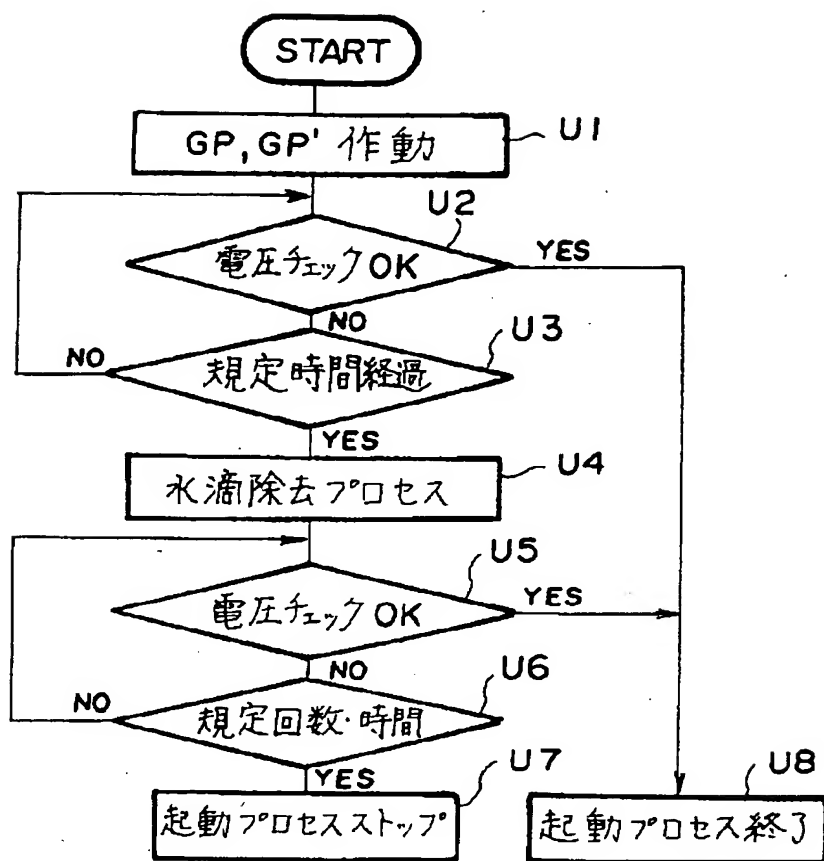 START
GP, GP' 作動
U1
U2
電圧チェックOK
YES
NO
U3
NO
規定時間経過
YES
U4
水滴除去プロセス
U5
電圧チェックOK
YES
NO
U6
NO
規定回数・時間
YES
U7
U8
起動プロセスストップ
起動プロセス終了